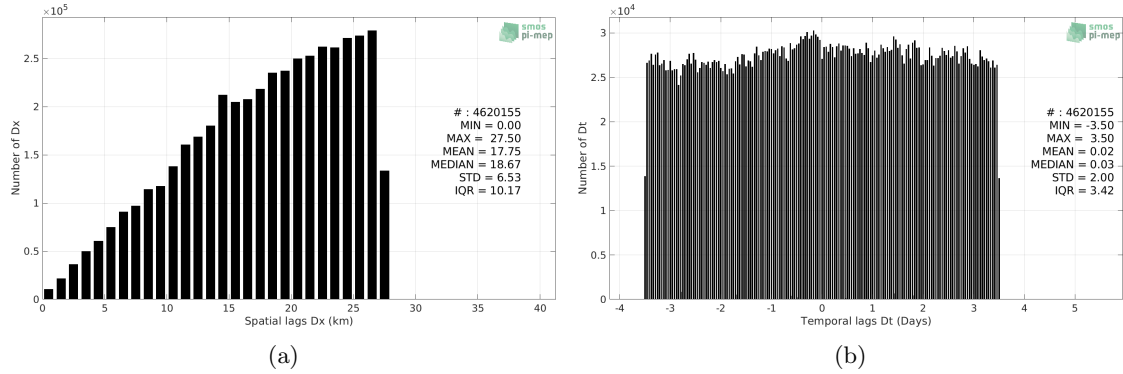 ×10⁵
smos
pi-mep
2.5
2
1.5
1
0.5
0
Number of Dx
# : 4620155
MIN = 0.00
MAX = 27.50
MEAN = 17.75
MEDIAN = 18.67
STD = 6.53
IQR = 10.17
0 5 10 15 20 25 30 35 40
Spatial lags Dx (km)
(a)
×10⁴
smos
pi-mep
3
2.5
2
1.5
1
0.5
0
Number of Dt
# : 4620155
MIN = -3.50
MAX = 3.50
MEAN = 0.02
MEDIAN = 0.03
STD = 2.00
IQR = 3.42
-4 -3 -2 -1 0 1 2 3 4 5
Temporal lags Dt (Days)
(b)